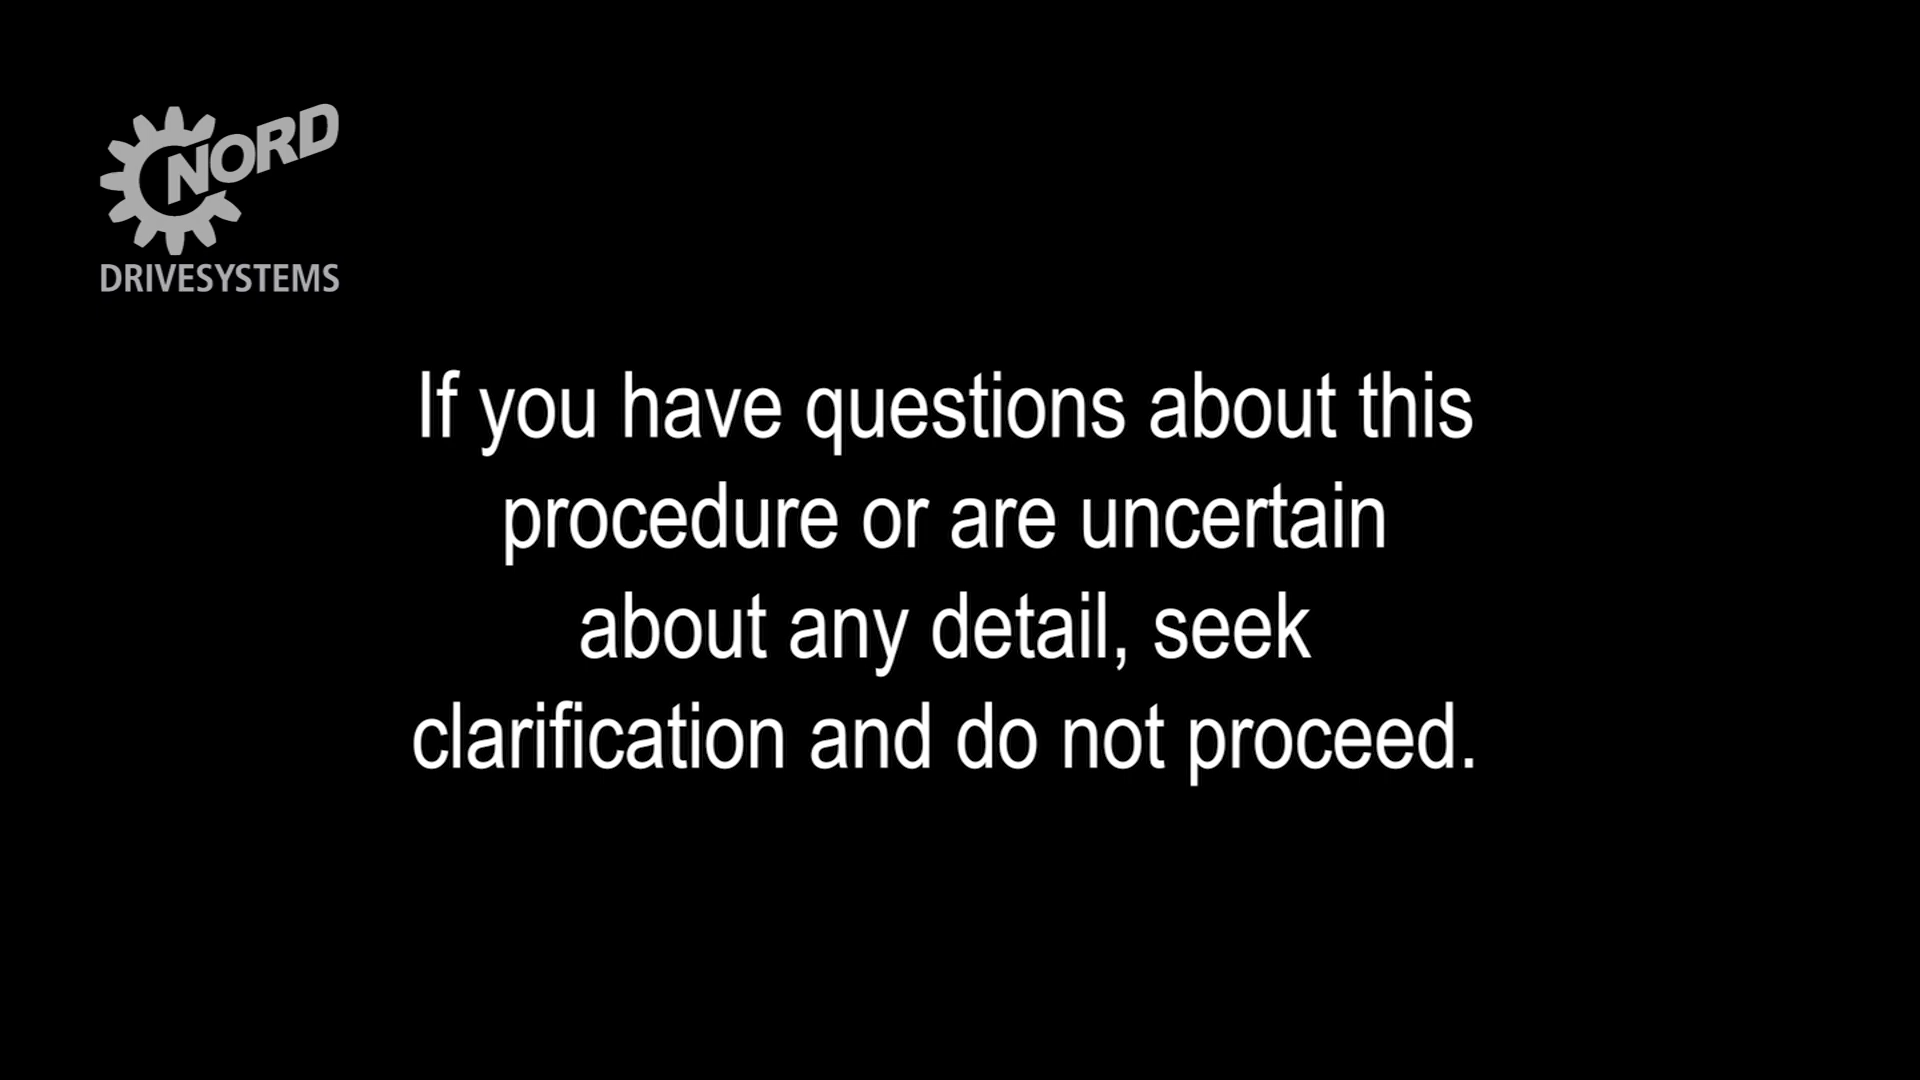 NORD
DRIVESYSTEMS
If you have questions about this
procedure or are uncertain
about any detail, seek
clarification and do not proceed.